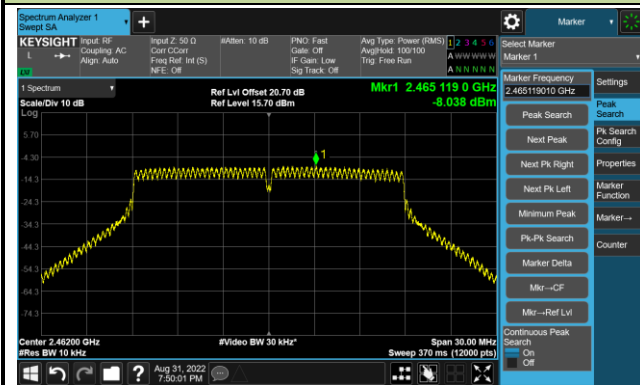 Spectrum Analyzer 1
Swept SA
Marker
KEYSIGHT
Input: RF
Coupling: AC
Align: Auto
Input Z: 50 Ω
Corr CCorr
Freq Ref: Int (S)
NFE: Off
#Atten: 10 dB
PNO: Fast
Gate: Off
IF Gain: Low
Sig Track: Off
Avg Type: Power (RMS)
Avg|Hold: 100/100
Trig: Free Run
1 2 3 4 5 6
A W W W W W
A N N N N N
L
LM
Select Marker
Marker 1
1 Spectrum
Scale/Div 10 dB
Log
Ref Lvl Offset 20.70 dB
Ref Level 15.70 dBm
Mkr1 2.465 119 0 GHz
-8.038 dBm
5.70
-4.30
-14.3
-24.3
-34.3
-44.3
-54.3
-64.3
-74.3
1
Center 2.46200 GHz
#Res BW 10 kHz
#Video BW 30 kHz*
Span 30.00 MHz
Sweep 370 ms (12000 pts)
Marker Frequency
2.465119010 GHz
Peak Search
Next Peak
Next Pk Right
Next Pk Left
Minimum Peak
Pk-Pk Search
Marker Delta
Mkr→CF
Mkr→Ref Lvl
Continuous Peak
Search
On
Off
Settings
Peak
Search
Pk Search
Config
Properties
Marker
Function
Marker→
Counter
Aug 31, 2022
7:50:01 PM